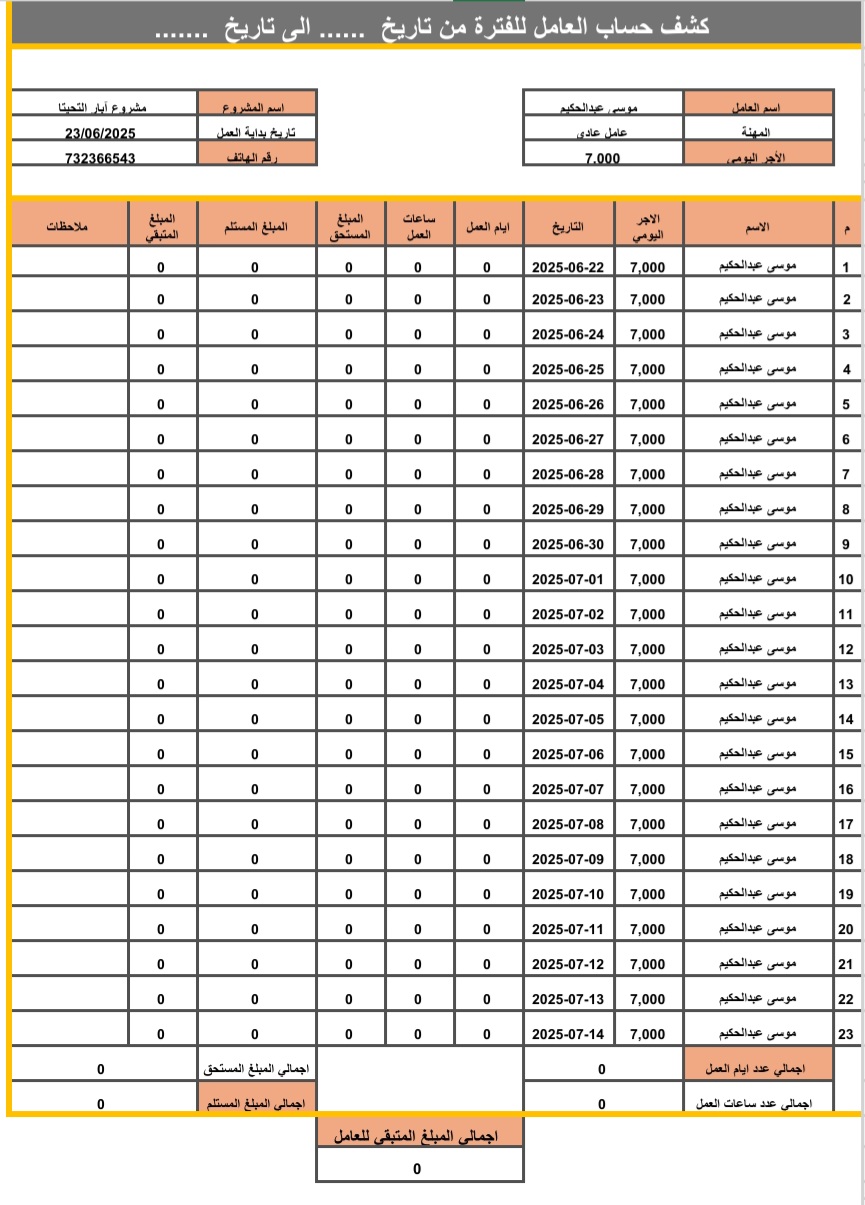 كشف حساب العامل للفترة من تاريخ ...... الى تاريخ .......
اسم العامل موسى عبدالحكيم اسم المشروع مشروع آبار التحيتا
المهنة عامل عادي تاريخ بداية العمل 23/06/2025
الأجر اليومي 7,000 رقم الهاتف 732366543
م الاسم الاجر اليومي التاريخ ايام العمل ساعات العمل المبلغ المستحق المبلغ المستلم المبلغ المتبقي ملاحظات
1 موسى عبدالحكيم 7,000 2025-06-22 0 0 0 0 0
2 موسى عبدالحكيم 7,000 2025-06-23 0 0 0 0 0
3 موسى عبدالحكيم 7,000 2025-06-24 0 0 0 0 0
4 موسى عبدالحكيم 7,000 2025-06-25 0 0 0 0 0
5 موسى عبدالحكيم 7,000 2025-06-26 0 0 0 0 0
6 موسى عبدالحكيم 7,000 2025-06-27 0 0 0 0 0
7 موسى عبدالحكيم 7,000 2025-06-28 0 0 0 0 0
8 موسى عبدالحكيم 7,000 2025-06-29 0 0 0 0 0
9 موسى عبدالحكيم 7,000 2025-06-30 0 0 0 0 0
10 موسى عبدالحكيم 7,000 2025-07-01 0 0 0 0 0
11 موسى عبدالحكيم 7,000 2025-07-02 0 0 0 0 0
12 موسى عبدالحكيم 7,000 2025-07-03 0 0 0 0 0
13 موسى عبدالحكيم 7,000 2025-07-04 0 0 0 0 0
14 موسى عبدالحكيم 7,000 2025-07-05 0 0 0 0 0
15 موسى عبدالحكيم 7,000 2025-07-06 0 0 0 0 0
16 موسى عبدالحكيم 7,000 2025-07-07 0 0 0 0 0
17 موسى عبدالحكيم 7,000 2025-07-08 0 0 0 0 0
18 موسى عبدالحكيم 7,000 2025-07-09 0 0 0 0 0
19 موسى عبدالحكيم 7,000 2025-07-10 0 0 0 0 0
20 موسى عبدالحكيم 7,000 2025-07-11 0 0 0 0 0
21 موسى عبدالحكيم 7,000 2025-07-12 0 0 0 0 0
22 موسى عبدالحكيم 7,000 2025-07-13 0 0 0 0 0
23 موسى عبدالحكيم 7,000 2025-07-14 0 0 0 0 0
اجمالي عدد ايام العمل 0 اجمالي المبلغ المستحق 0
اجمالي عدد ساعات العمل 0 اجمالي المبلغ المستلم 0
اجمالي المبلغ المتبقي للعامل
0